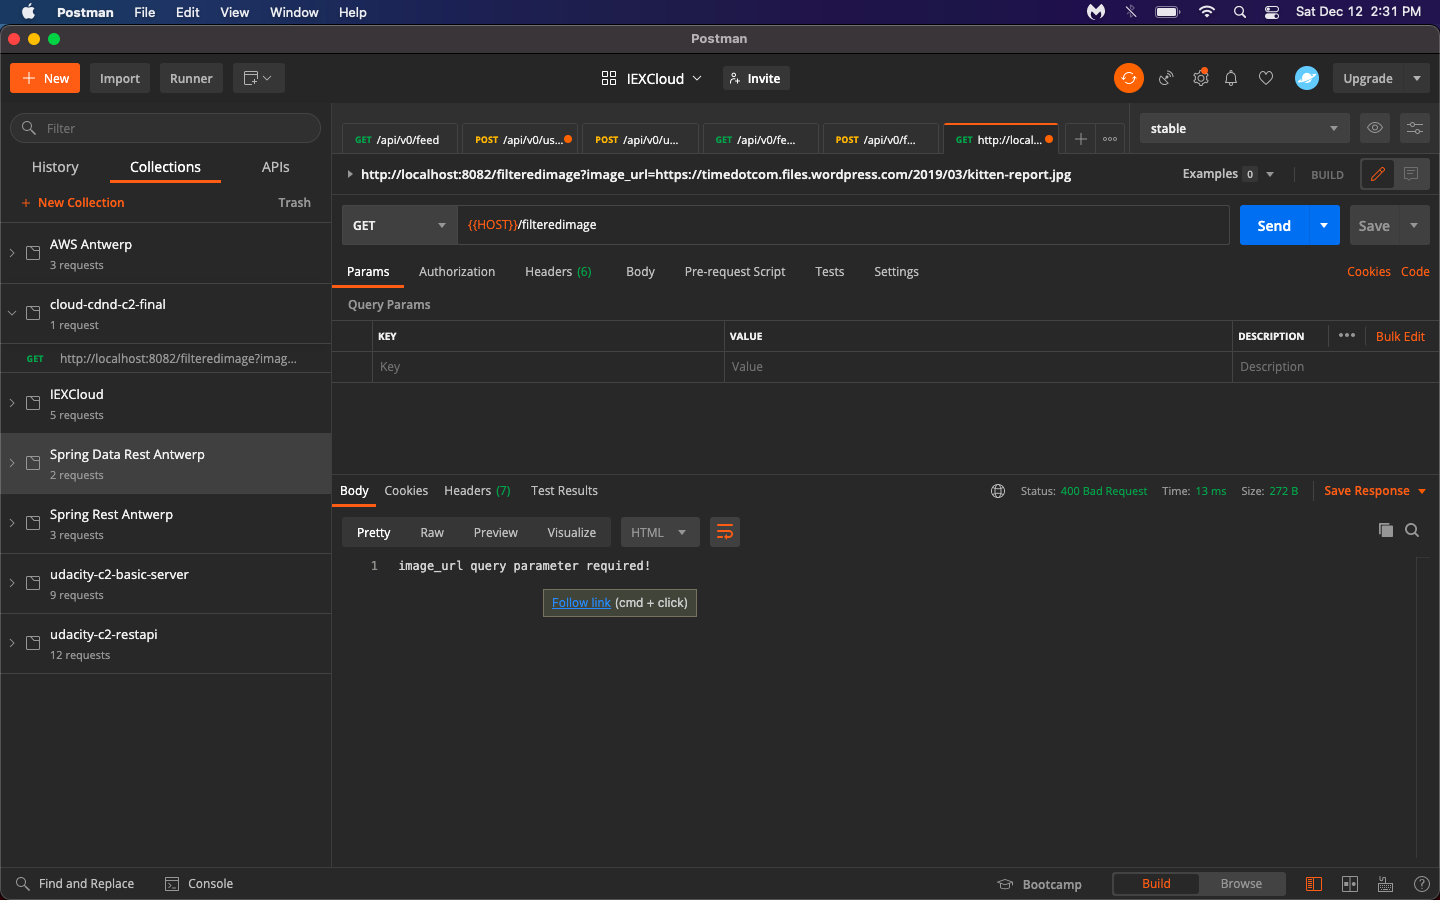 Postman File Edit View Window Help Sat Dec 12 2:31 PM
Postman
New Import Runner IEXCloud Invite Upgrade
Filter
History Collections APIs
+ New Collection Trash
AWS Antwerp
3 requests
cloud-cdnd-c2-final
1 request
GET http://localhost:8082/filteredimage?imag...
IEXCloud
5 requests
Spring Data Rest Antwerp
2 requests
Spring Rest Antwerp
3 requests
udacity-c2-basic-server
9 requests
udacity-c2-restapi
12 requests
GET /api/v0/feed POST /api/v0/us... POST /api/v0/u... GET /api/v0/fe... POST /api/v0/f... GET http://local... stable
http://localhost:8082/filteredimage?image_url=https://timedotcom.files.wordpress.com/2019/03/kitten-report.jpg Examples 0 BUILD
GET {{HOST}}/filteredimage Send Save
Params Authorization Headers (6) Body Pre-request Script Tests Settings Cookies Code
Query Params
KEY VALUE DESCRIPTION Bulk Edit
Key Value Description
Body Cookies Headers (7) Test Results Status: 400 Bad Request Time: 13 ms Size: 272 B Save Response
Pretty Raw Preview Visualize HTML
1 image_url query parameter required!
Follow link (cmd + click)
Find and Replace Console Bootcamp Build Browse